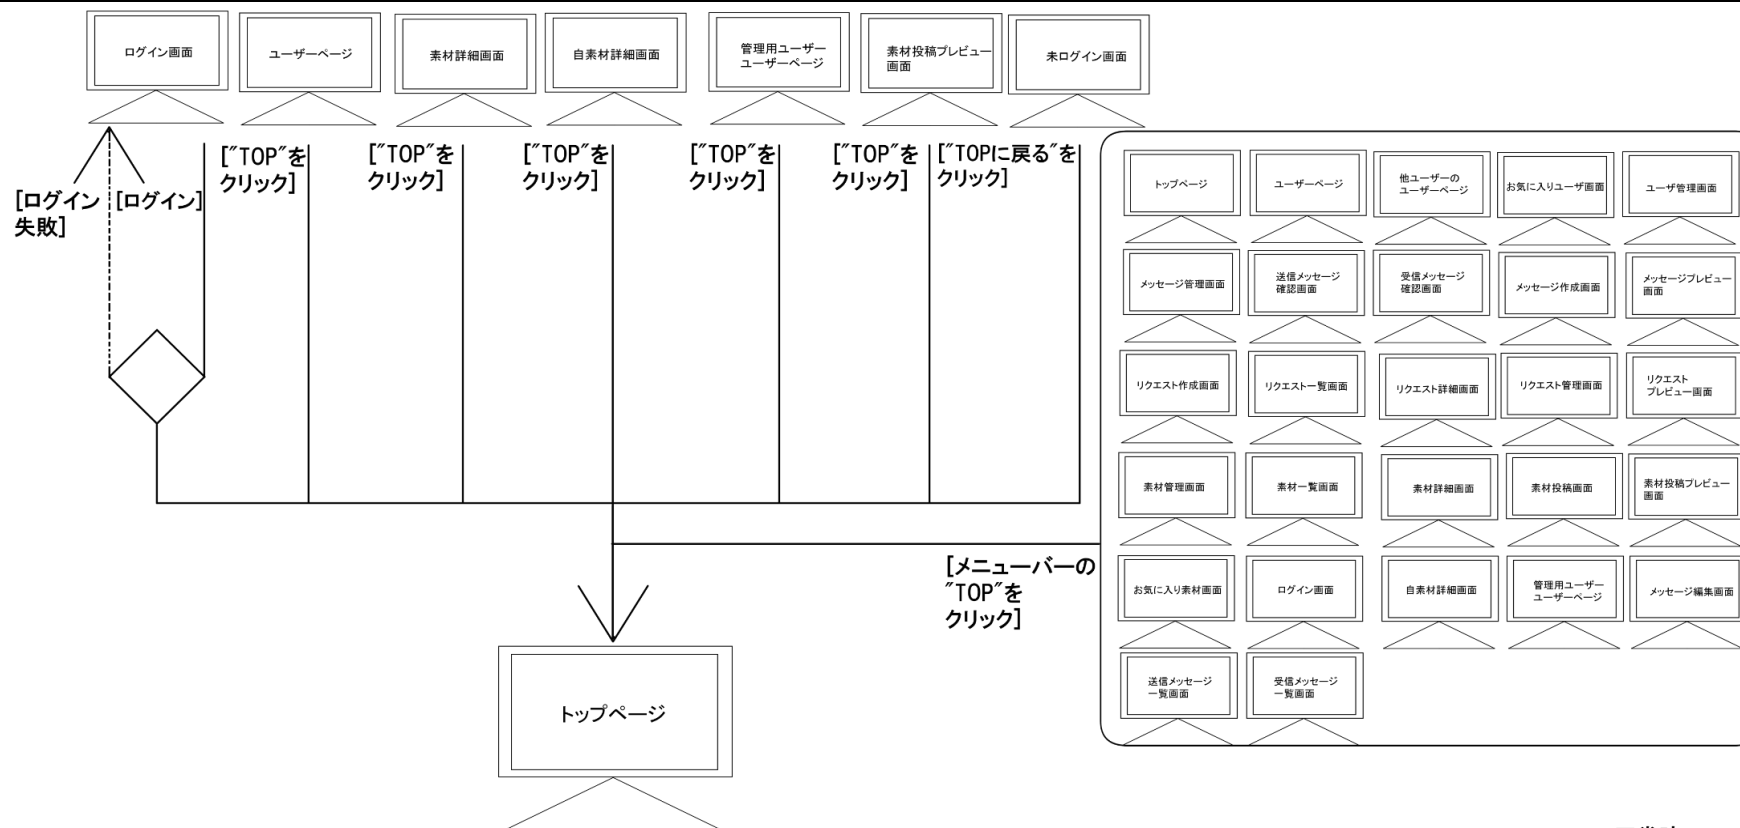 ログイン画面
ユーザーページ
素材詳細画面
自素材詳細画面
管理用ユーザー
ユーザーページ
素材投稿プレビュー
画面
未ログイン画面
[ログイン
失敗]
[ログイン]
["TOP"を
クリック]
["TOP"を
クリック]
["TOP"を
クリック]
["TOP"を
クリック]
["TOP"を
クリック]
["TOPに戻る"を
クリック]
トップページ
ユーザーページ
他ユーザーの
ユーザーページ
お気に入りユーザ画面
ユーザ管理画面
メッセージ管理画面
送信メッセージ
確認画面
受信メッセージ
確認画面
メッセージ作成画面
メッセージプレビュー
画面
リクエスト作成画面
リクエスト一覧画面
リクエスト詳細画面
リクエスト管理画面
リクエスト
プレビュー画面
素材管理画面
素材一覧画面
素材詳細画面
素材投稿画面
素材投稿プレビュー
画面
お気に入り素材画面
ログイン画面
自素材詳細画面
管理用ユーザー
ユーザーページ
メッセージ編集画面
送信メッセージ
一覧画面
受信メッセージ
一覧画面
[メニューバーの
"TOP"を
クリック]
トップページ